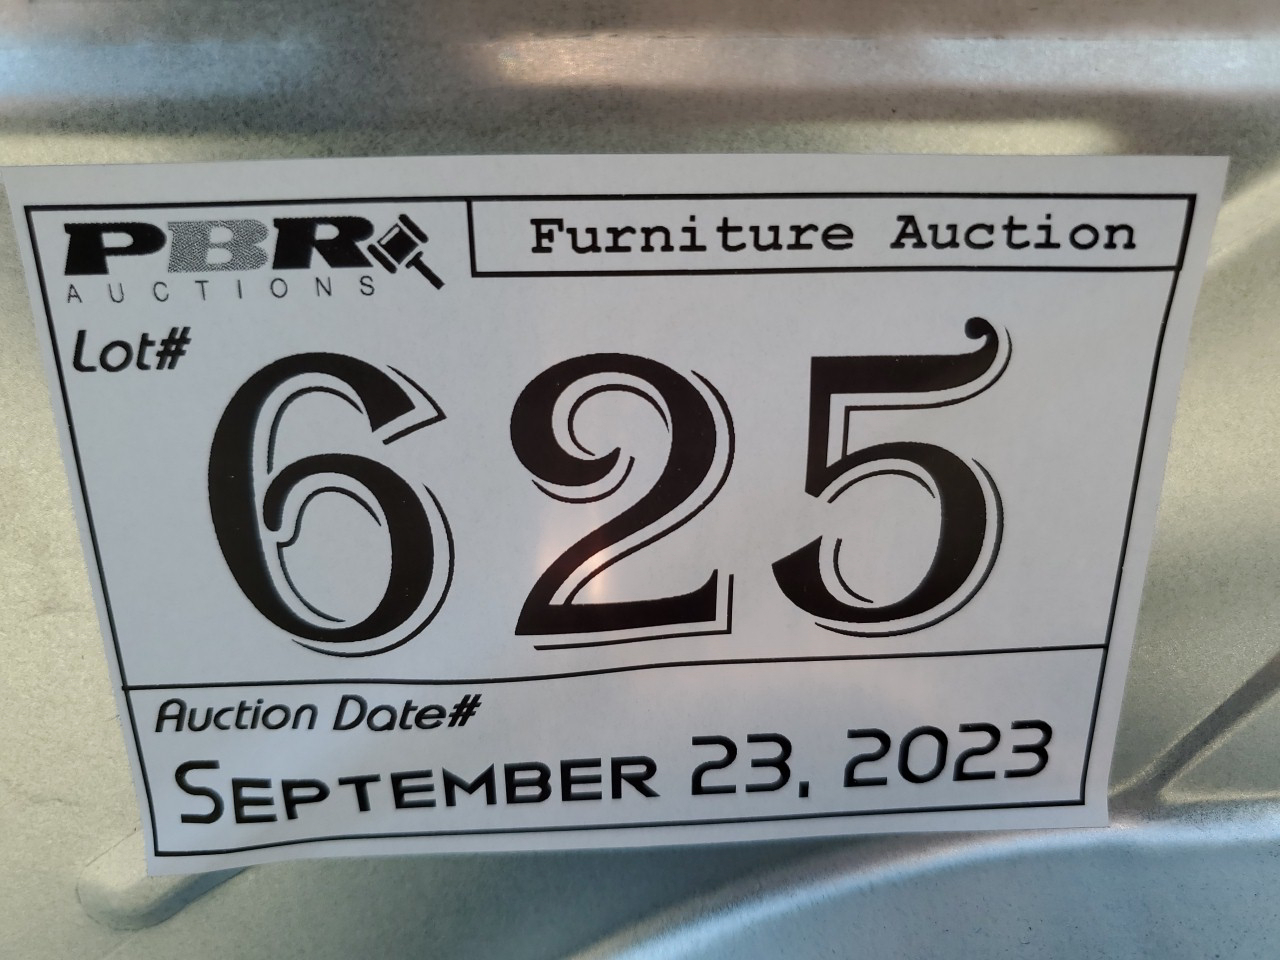 PBR
AUCTIONS
Furniture Auction
Lot#
625
Auction Date#
SEPTEMBER 23, 2023